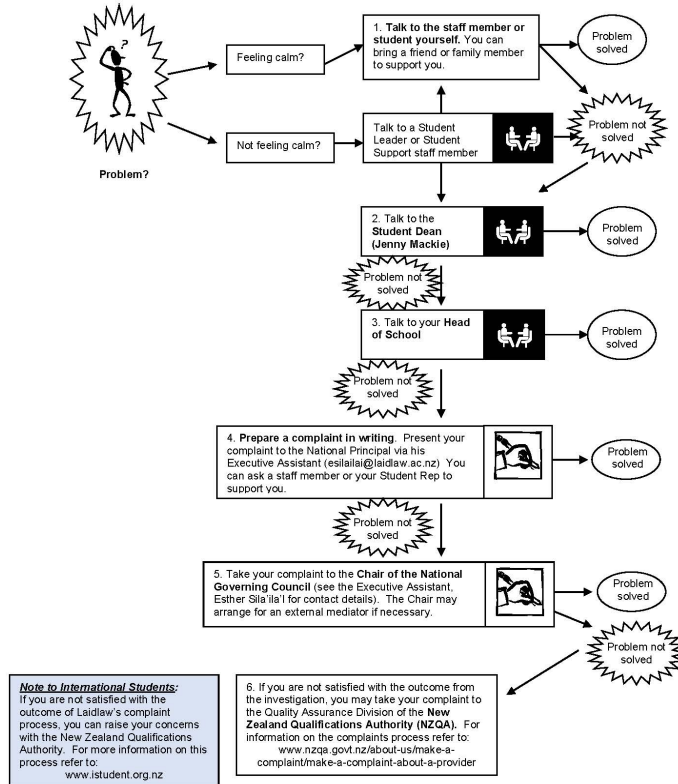 ?
Problem?
Feeling calm?
Not feeling calm?
1. Talk to the staff member or
student yourself. You can
bring a friend or family member
to support you.
Problem
solved
Talk to a Student
Leader or Student
Support staff member
Problem not
solved
2. Talk to the
Student Dean
(Jenny Mackie)
Problem
solved
Problem not
solved
3. Talk to your Head
of School
Problem
solved
Problem not
solved
4. Prepare a complaint in writing. Present your
complaint to the National Principal via his
Executive Assistant (esilailai@laidlaw.ac.nz) You
can ask a staff member or your Student Rep to
support you.
Problem
solved
Problem not
solved
5. Take your complaint to the Chair of the National
Governing Council (see the Executive Assistant,
Esther Sila'ila'I for contact details). The Chair may
arrange for an external mediator if necessary.
Problem
solved
Problem not
solved
Note to International Students:
If you are not satisfied with the
outcome of Laidlaw's complaint
process, you can raise your concerns
with the New Zealand Qualifications
Authority. For more information on this
process refer to:
www.istudent.org.nz
6. If you are not satisfied with the outcome from
the investigation, you may take your complaint to
the Quality Assurance Division of the New
Zealand Qualifications Authority (NZQA). For
information on the complaints process refer to:
www.nzqa.govt.nz/about-us/make-a-
complaint/make-a-complaint-about-a-provider